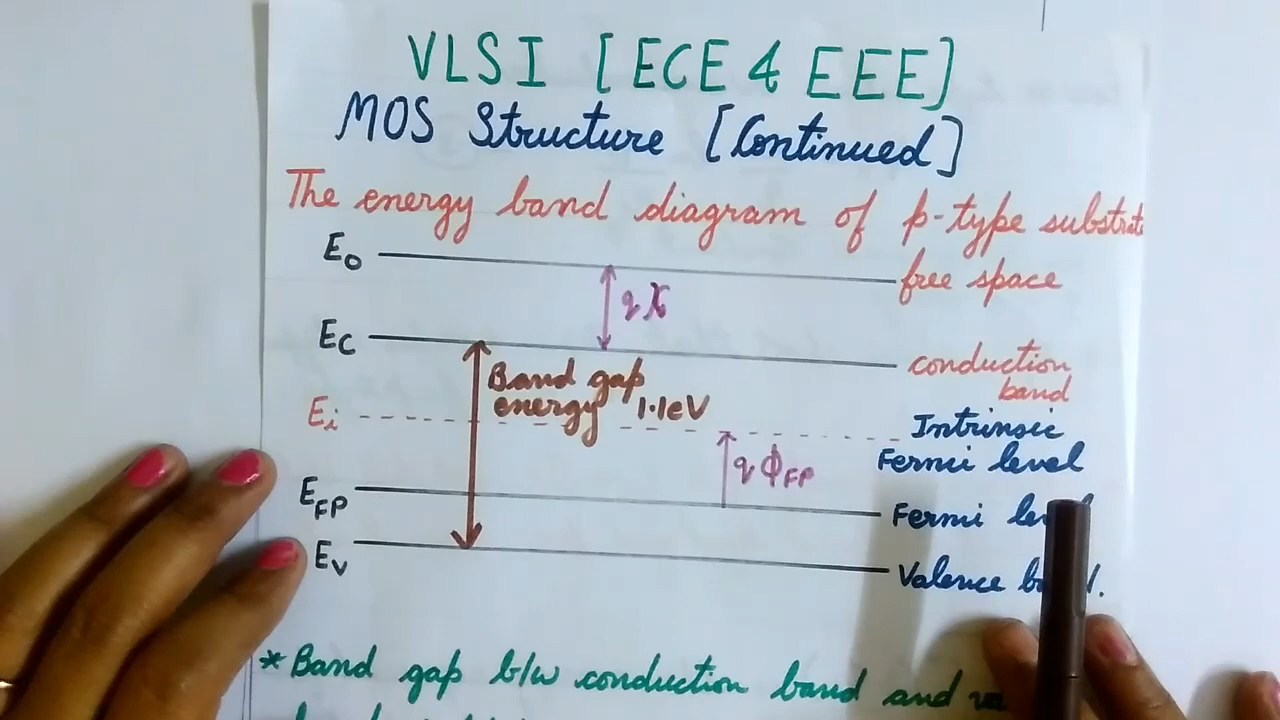 VLSI [ECE & EEE]
MOS Structure [Continued]
The energy band diagram of p-type substrate
E0 free space
qχ
EC conduction band
Band gap energy 1.1eV
Ei Intrinsic Fermi level
qΦFP
EFP Fermi
EV Valence
* Band gap b/w conduction band and